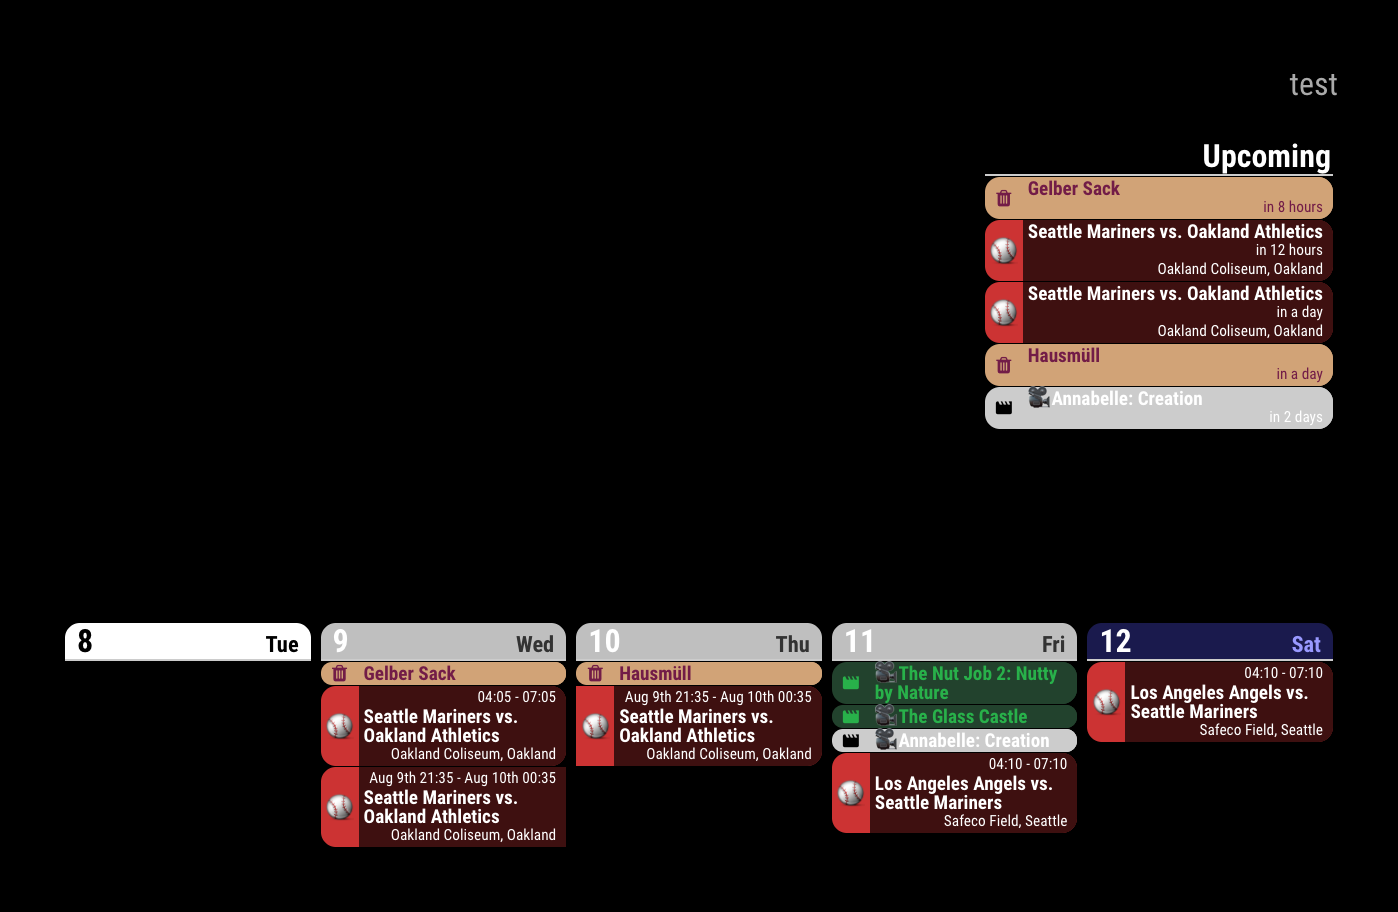 test
Upcoming
Gelber Sack
in 8 hours
Seattle Mariners vs. Oakland Athletics
in 12 hours
Oakland Coliseum, Oakland
Seattle Mariners vs. Oakland Athletics
in a day
Oakland Coliseum, Oakland
Hausmüll
in a day
Annabelle: Creation
in 2 days
8 Tue
9 Wed
Gelber Sack
04:05 - 07:05
Seattle Mariners vs.
Oakland Athletics
Oakland Coliseum, Oakland
Aug 9th 21:35 - Aug 10th 00:35
Seattle Mariners vs.
Oakland Athletics
Oakland Coliseum, Oakland
10 Thu
Hausmüll
Aug 9th 21:35 - Aug 10th 00:35
Seattle Mariners vs.
Oakland Athletics
Oakland Coliseum, Oakland
11 Fri
The Nut Job 2: Nutty
by Nature
The Glass Castle
Annabelle: Creation
04:10 - 07:10
Los Angeles Angels vs.
Seattle Mariners
Safeco Field, Seattle
12 Sat
04:10 - 07:10
Los Angeles Angels vs.
Seattle Mariners
Safeco Field, Seattle